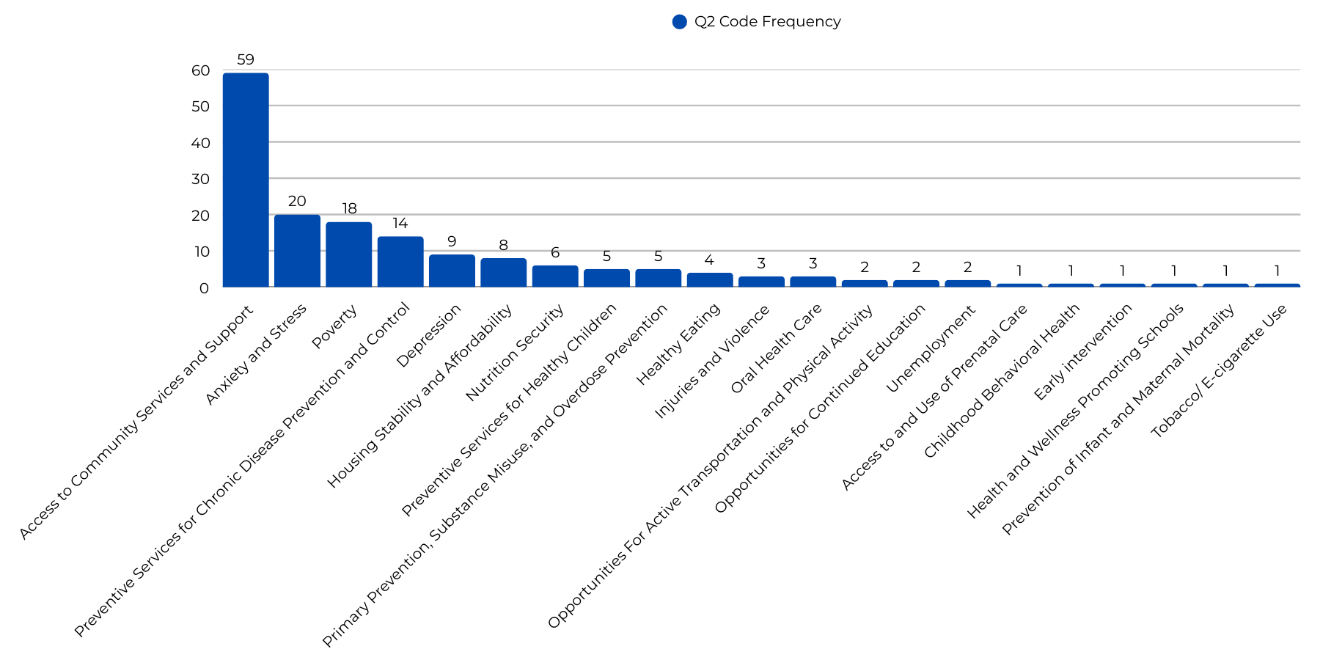 Q2 Code Frequency
59
60
50
40
30
20
10
0
20
18
14
9
8
6
5
5
4
3
3
2
2
2
1
1
1
1
1
1
Access to Community Services and Support
Anxiety and Stress
Poverty
Preventive Services for Chronic Disease Prevention and Control
Depression
Housing Stability and Affordability
Nutrition Security
Preventive Services for Healthy Children
Primary Prevention, Substance Misuse, and Overdose Prevention
Healthy Eating
Injuries and Violence
Oral Health Care
Opportunities For Active Transportation and Physical Activity
Opportunities for Continued Education
Unemployment
Access to and Use of Prenatal Care
Childhood Behavioral Health
Early intervention
Health and Wellness Promoting Schools
Prevention of Infant and Maternal Mortality
Tobacco/ E-cigarette Use